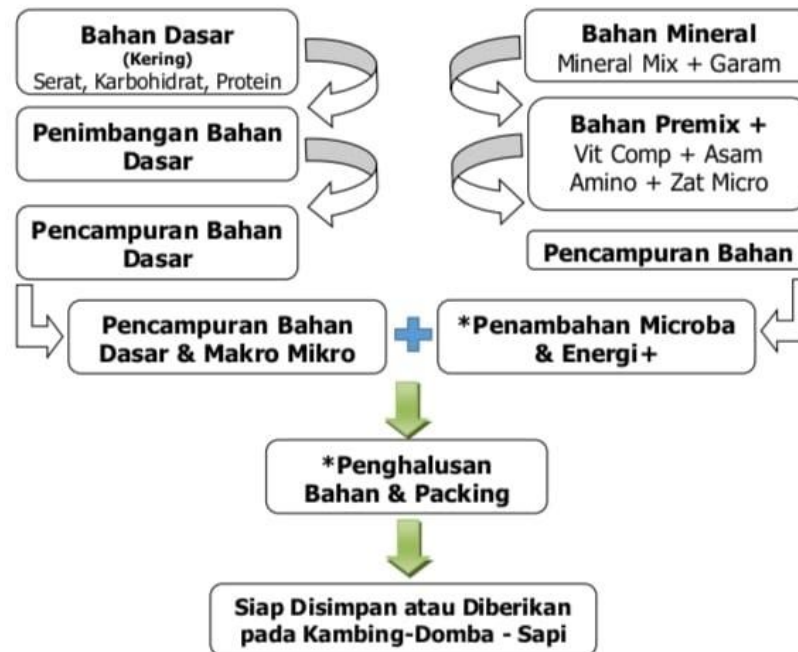 Bahan Dasar
(Kering)
Serat, Karbohidrat, Protein
Penimbangan Bahan
Dasar
Pencampuran Bahan
Dasar
Bahan Mineral
Mineral Mix + Garam
Bahan Premix +
Vit Comp + Asam
Amino + Zat Micro
Pencampuran Bahan
Pencampuran Bahan
Dasar & Makro Mikro
*Penambahan Microba
& Energi+
*Penghalusan
Bahan & Packing
Siap Disimpan atau Diberikan
pada Kambing-Domba - Sapi